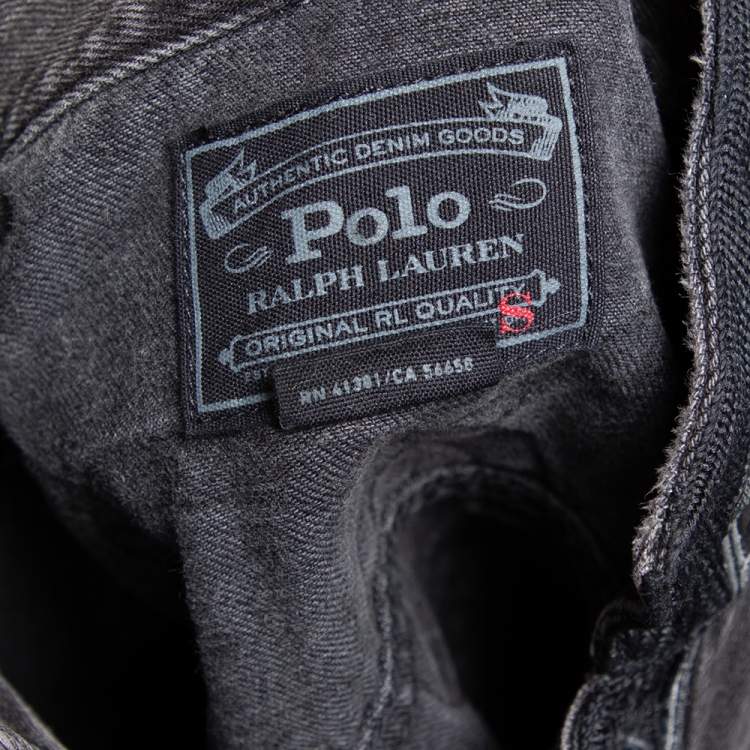 AUTHENTIC DENIM GOODS
Polo
RALPH LAUREN
ORIGINAL RL QUALITY
S
RN 41381/CA 56658